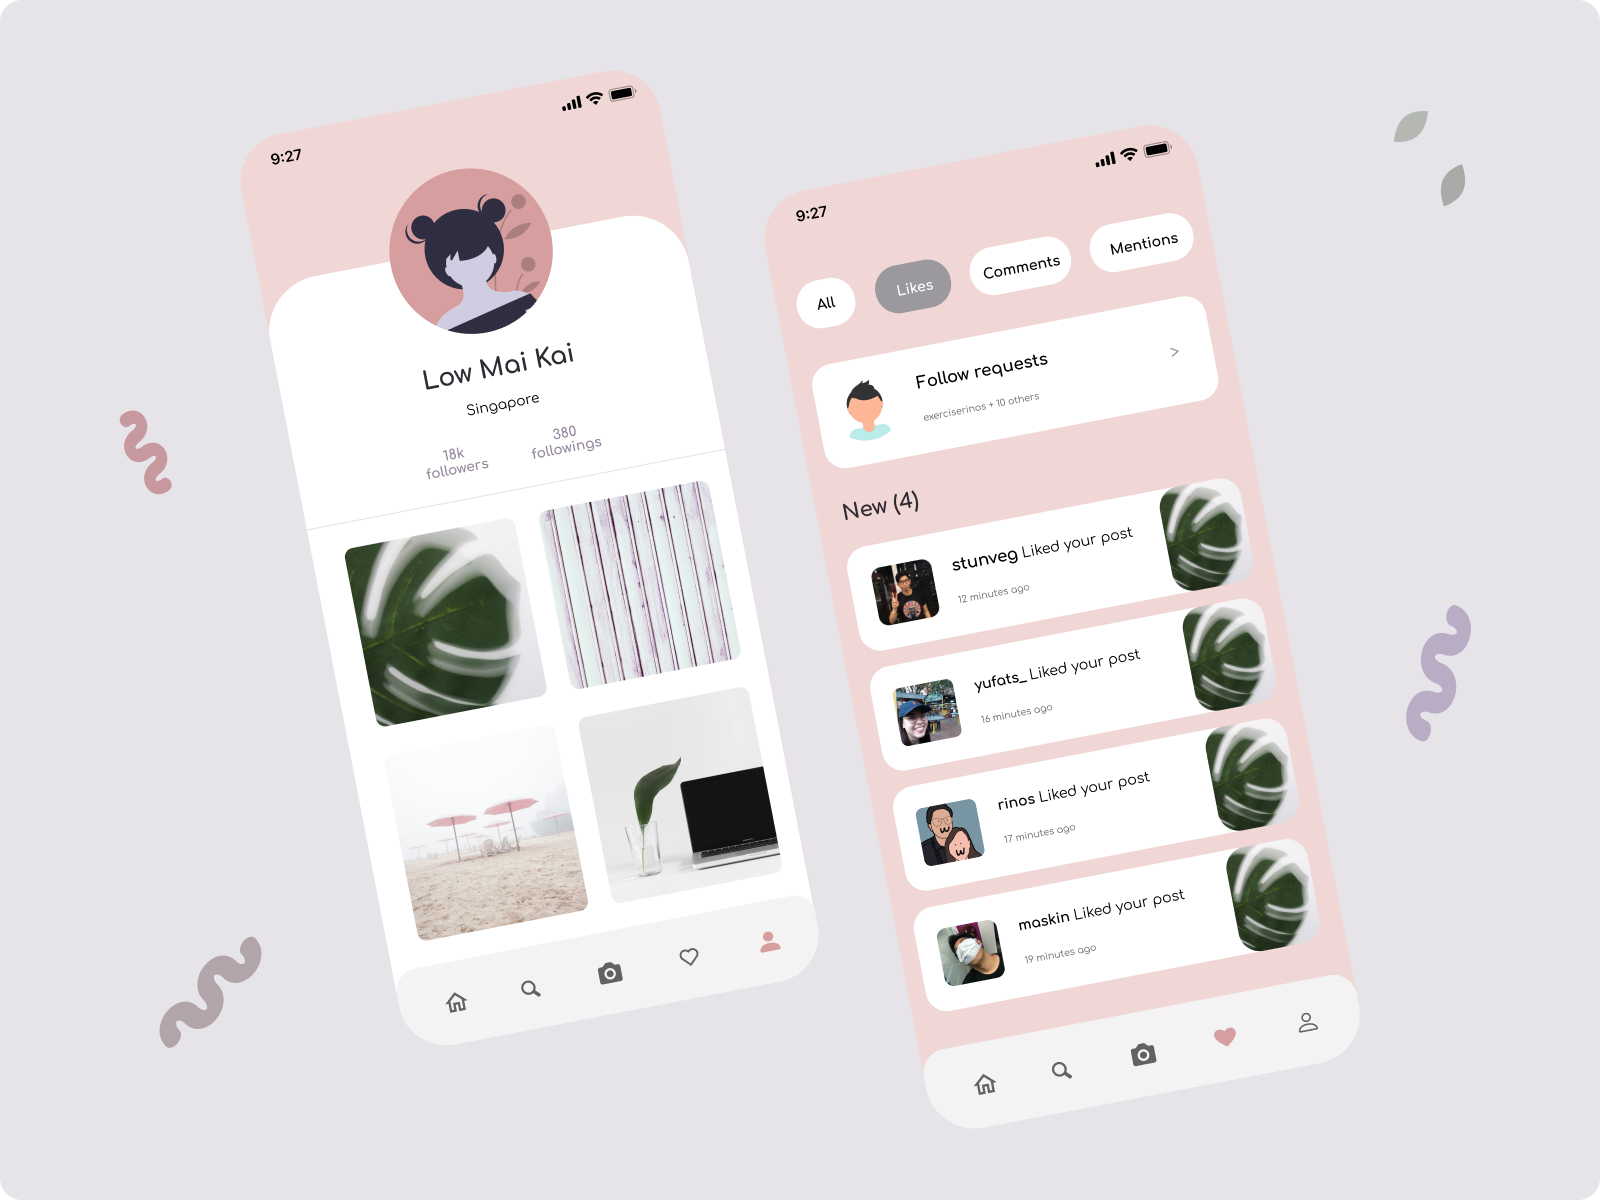 9:27
Low Mai Kai
Singapore
18k
followers
380
followings
9:27
All
Likes
Comments
Mentions
Follow requests
exerciserinos + 10 others
>
New (4)
stunveg Liked your post
12 minutes ago
yufats_ Liked your post
16 minutes ago
rinos Liked your post
17 minutes ago
maskin Liked your post
19 minutes ago